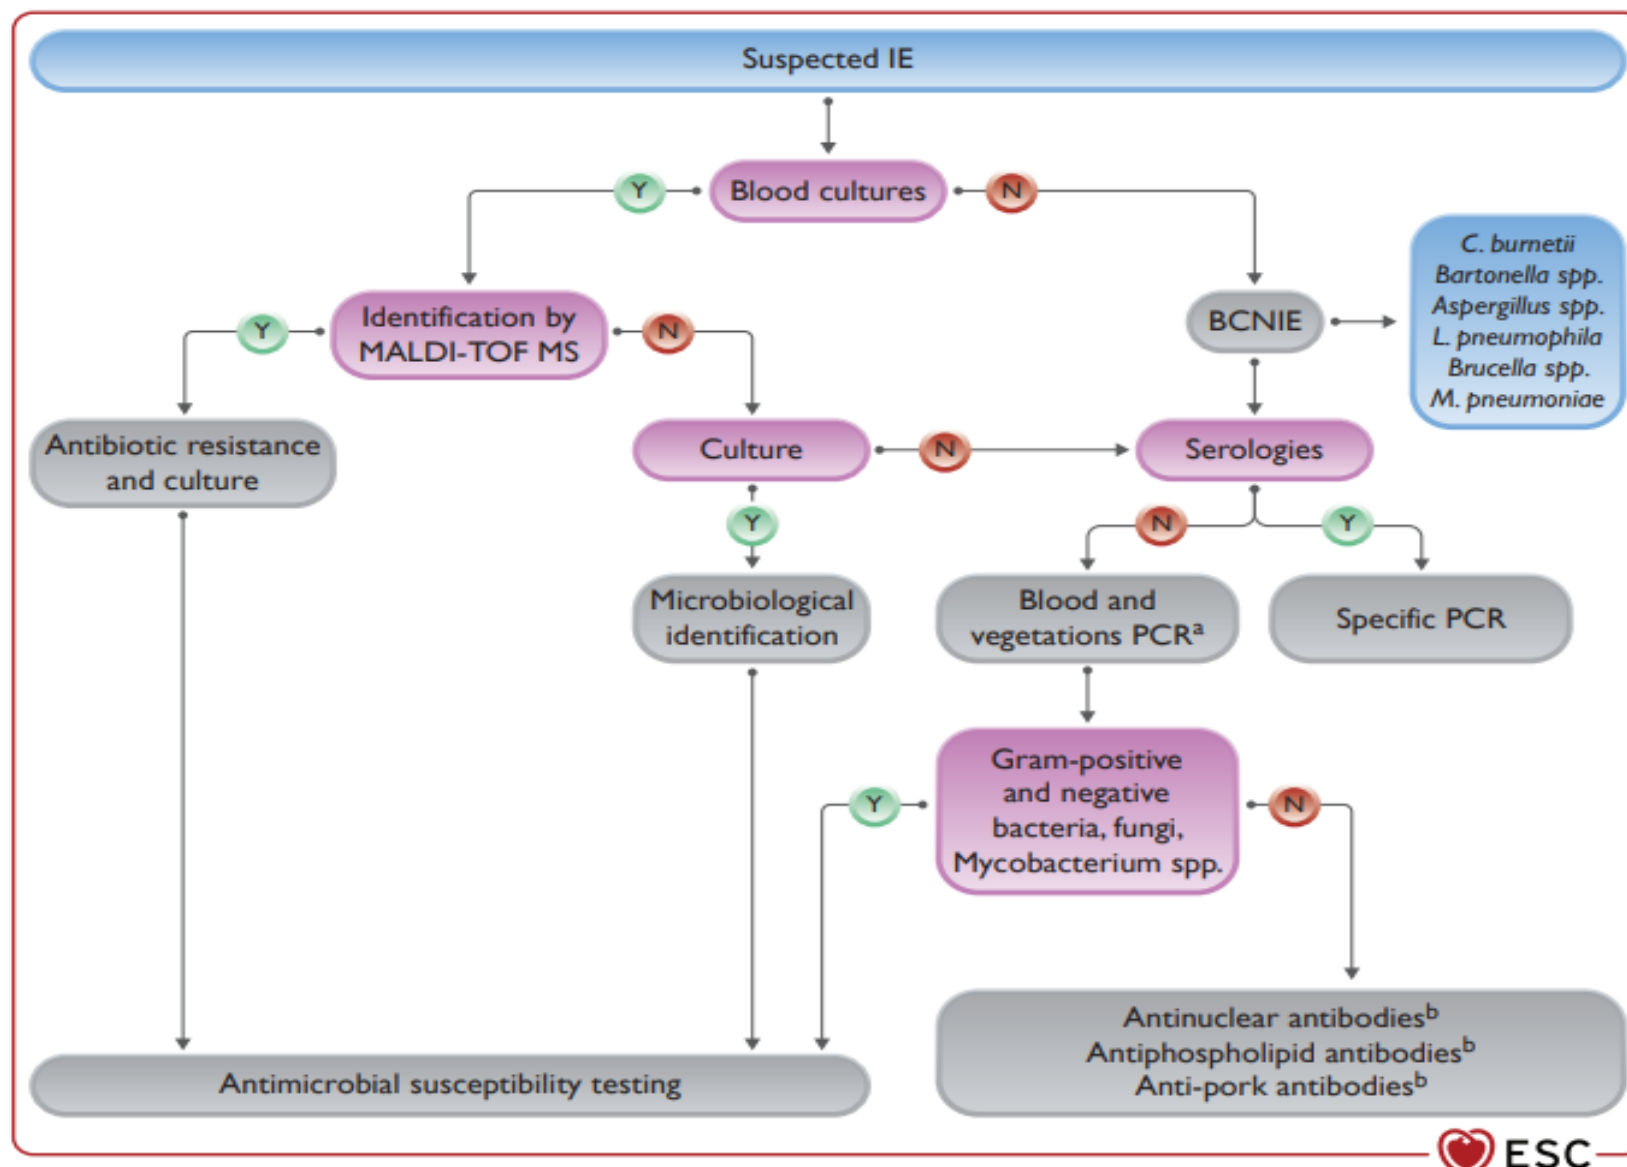 Suspected IE
Y
Blood cultures
N
C. burnetii
Bartonella spp.
Aspergillus spp.
L. pneumophila
Brucella spp.
M. pneumoniae
Y
Identification by
MALDI-TOF MS
N
BCNIE
Antibiotic resistance
and culture
Culture
N
Serologies
Y
N
Y
Microbiological
identification
Blood and
vegetations PCRᵃ
Specific PCR
Y
Gram-positive
and negative
bacteria, fungi,
Mycobacterium spp.
N
Antimicrobial susceptibility testing
Antinuclear antibodiesᵇ
Antiphospholipid antibodiesᵇ
Anti-pork antibodiesᵇ
ESC